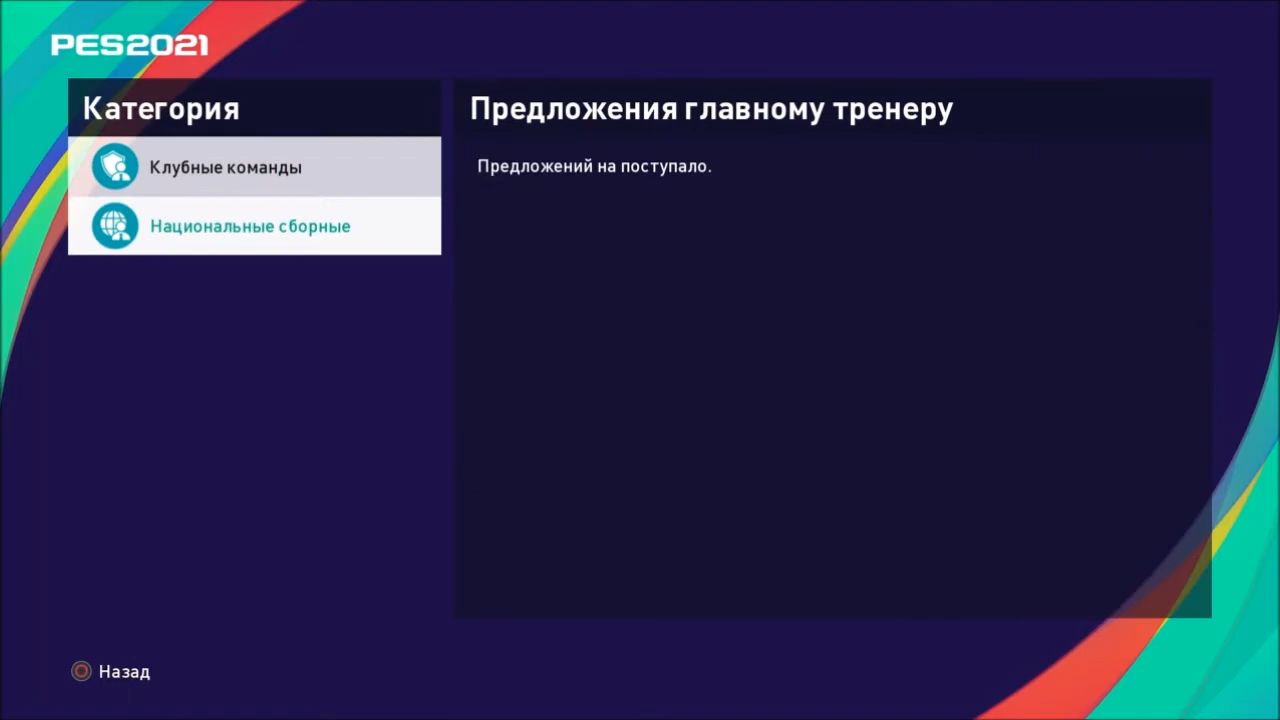 PES2021
Категория
Предложения главному тренеру
Клубные команды
Предложений на поступало.
Национальные сборные
Назад